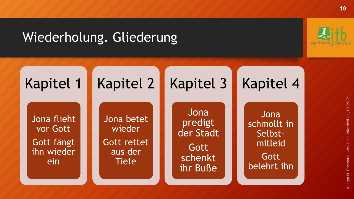 19
Wiederholung. Gliederung
jtb
Kapitel 1
Jona flieht
vor Gott
Gott fängt
ihn wieder
ein
Kapitel 2
Jona betet
wieder
Gott rettet
aus der
Tiefe
Kapitel 3
Jona
predigt
der Stadt
Gott
schenkt
ihr Buße
Kapitel 4
Jona
schmollt in
Selbst-
mitleid
Gott
belehrt ihn